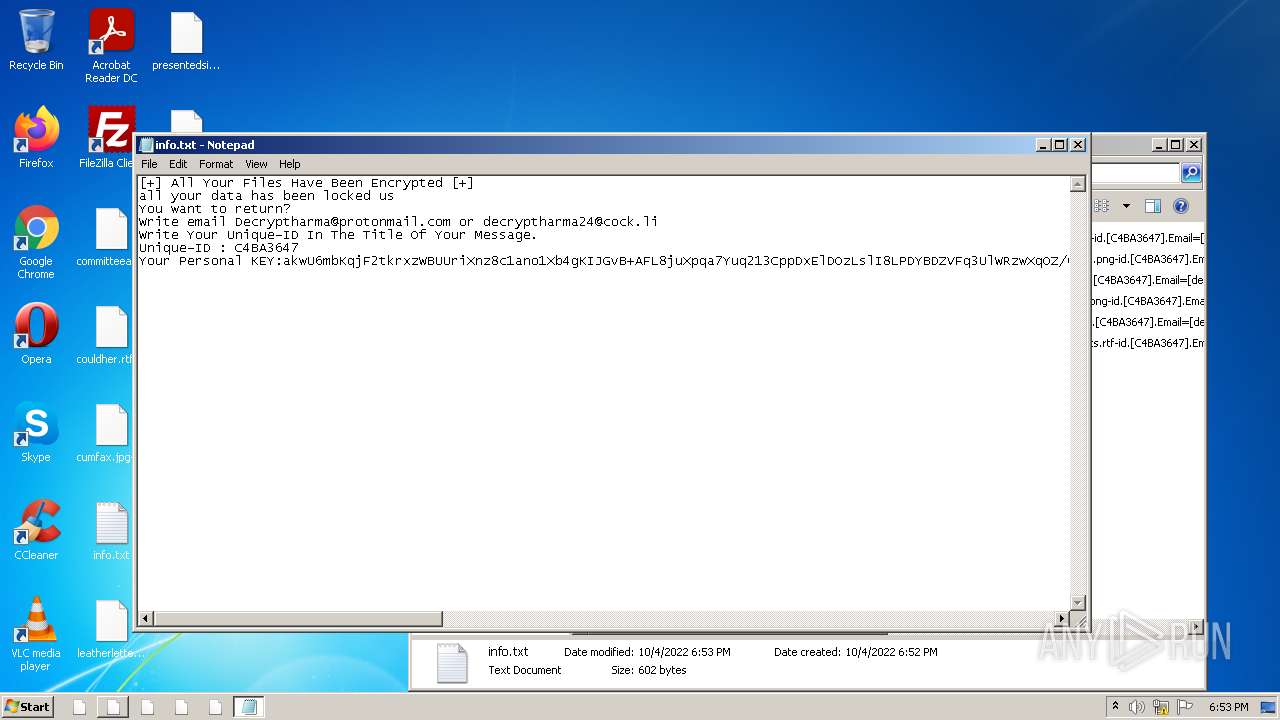 Recycle Bin
Acrobat
Reader DC
presentedsi...
Firefox
FileZilla Clie
Google
Chrome
committeea
Opera
couldher.rtf
Skype
cumfax.jpg
CCleaner
info.txt
VLC media
player
leatherlette...
info.txt - Notepad
File Edit Format View Help
[+] All Your Files Have Been Encrypted [+]
all your data has been locked us
You want to return?
Write email Decryptharma@protonmail.com or decryptharma24@cock.li
Write Your Unique-ID In The Title Of Your Message.
Unique-ID : C4BA3647
Your Personal KEY:
-id.[C4BA3647].Email=[
.png-id.[C4BA3647].Em
.[C4BA3647].Email=[de
png-id.[C4BA3647].Ema
.[C4BA3647].Email=[de
ts.rtf-id.[C4BA3647].En
info.txt Date modified: 10/4/2022 6:53 PM Date created: 10/4/2022 6:52 PM
Text Document Size: 602 bytes
ANY RUN
Start
6:53 PM